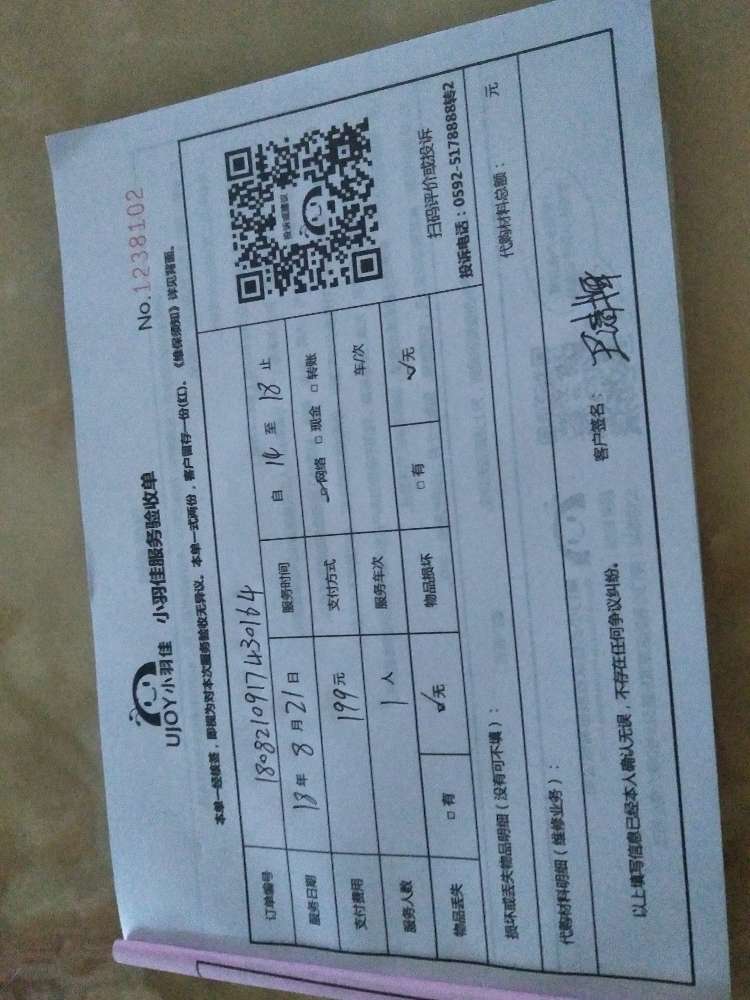 No.1238102
UJOY小羽佳 小羽佳服务验收单
本单一经核签，即视为对本次服务验收无异议。本单一式两份，客户留存一份(红)。《维保须知》详见背面。
订单编号 1808210917430164
服务日期 18年8月21日 服务时间 自 14 至 18 止
支付费用 199元 支付方式 ☑网络 □现金 □转账
服务人数 1人 服务车次 车/次
物品丢失 □有 ☑无 物品损坏 □有 ☑无
投诉或建议
扫码评价或投诉
投诉电话：0592-5178888转2
损坏或丢失物品明细（没有可不填）：
代购材料明细（维修业务）： 代购材料总额： 元
以上填写信息已经本人确认无误，不存在任何争议纠纷。 客户签名：